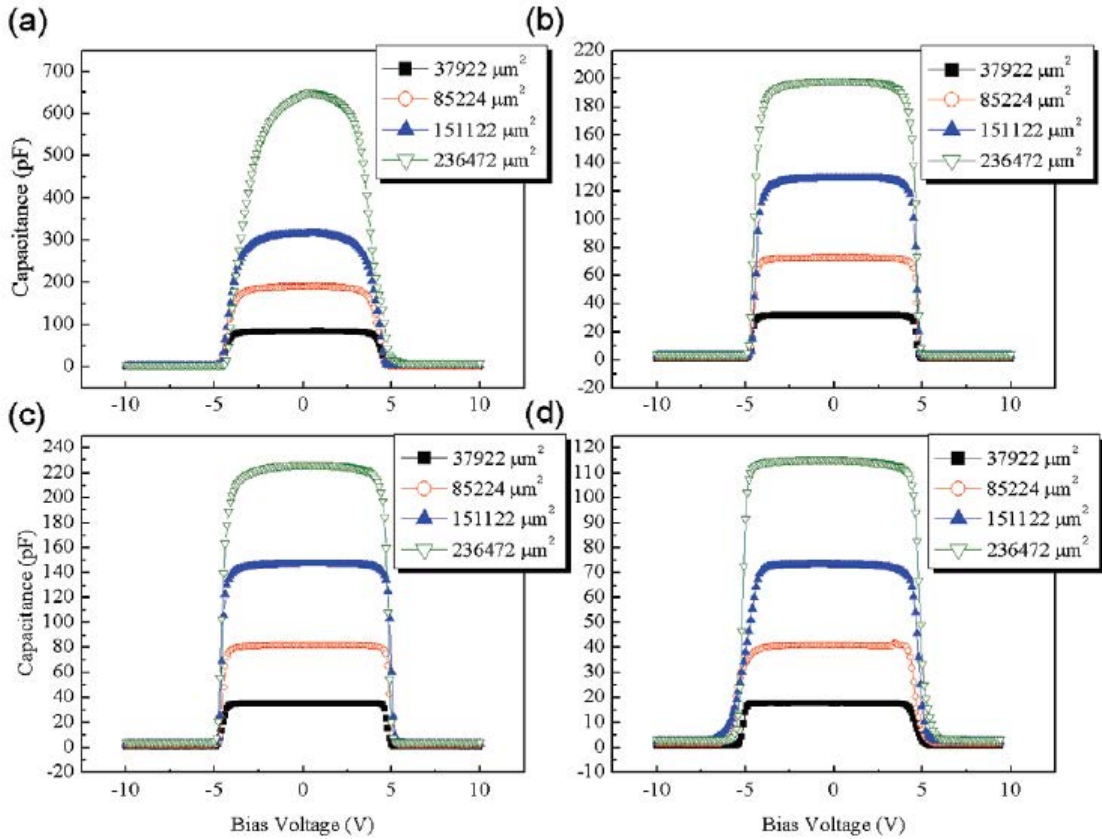 (a)
700
600
500
400
300
200
100
0
-10 -5 0 5 10
Capacitance (pF)
37922 μm²
85224 μm²
151122 μm²
236472 μm²
(b)
220
200
180
160
140
120
100
80
60
40
20
0
-20
-10 -5 0 5 10
37922 μm²
85224 μm²
151122 μm²
236472 μm²
(c)
240
220
200
180
160
140
120
100
80
60
40
20
0
-20
-10 -5 0 5 10
Capacitance (pF)
Bias Voltage (V)
37922 μm²
85224 μm²
151122 μm²
236472 μm²
(d)
120
110
100
90
80
70
60
50
40
30
20
10
0
-10
-10 -5 0 5 10
Bias Voltage (V)
37922 μm²
85224 μm²
151122 μm²
236472 μm²